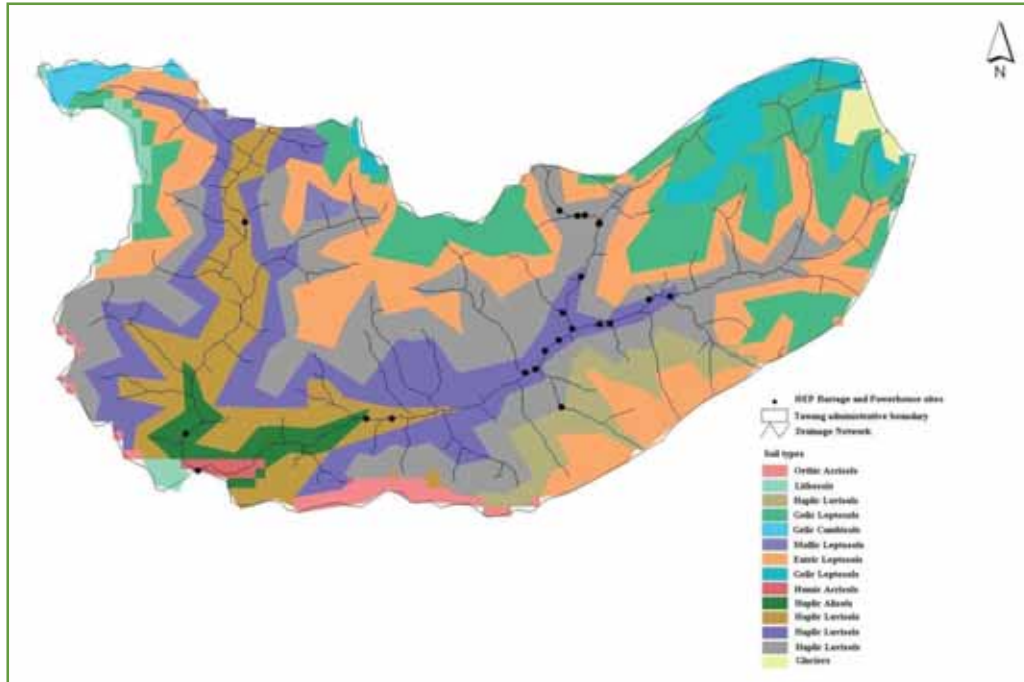 N
HEP Barrage and Powerhouse sites
Tawang administrative boundary
Drainage Network
Soil types
Orthic Acrisols
Lithosols
Haplic Luvisols
Gelic Leptosols
Gelic Cambisols
Mollic Leptosols
Eutric Leptosols
Gelic Leptosols
Humic Acrisols
Haplic Alisols
Haplic Luvisols
Haplic Luvisols
Haplic Luvisols
Glaciers